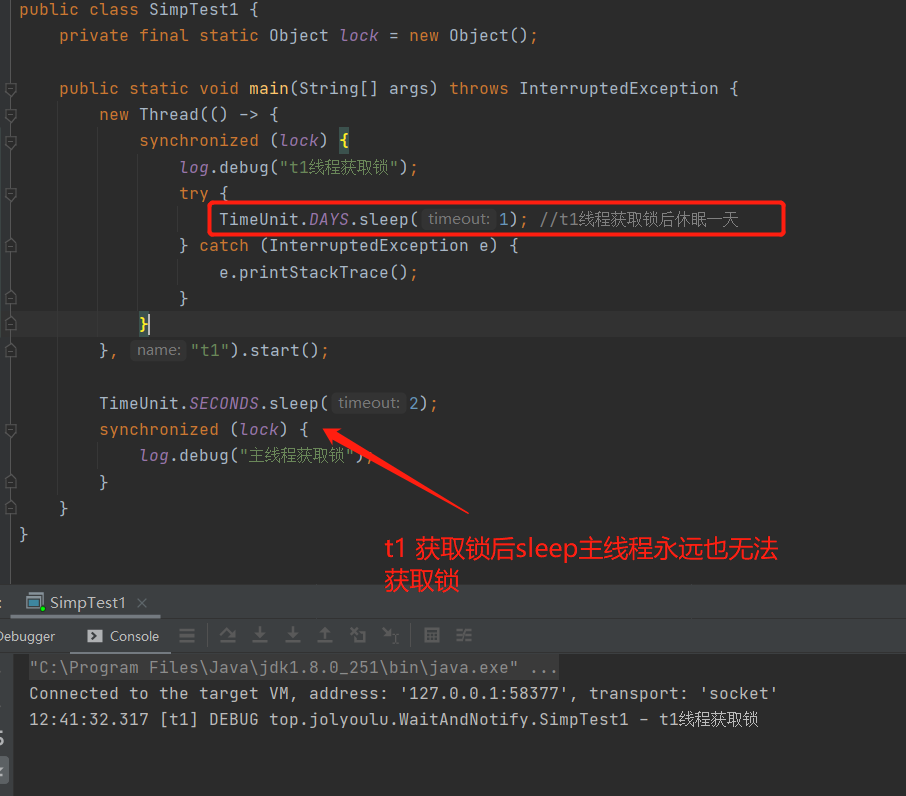 public class SimpTest1 {
private final static Object lock = new Object();
public static void main(String[] args) throws InterruptedException {
new Thread(() -> {
synchronized (lock) {
log.debug("t1线程获取锁");
try {
TimeUnit.DAYS.sleep( timeout: 1); //t1线程获取锁后休眠一天
} catch (InterruptedException e) {
e.printStackTrace();
}
}
}, name: "t1").start();
TimeUnit.SECONDS.sleep( timeout: 2);
synchronized (lock) {
log.debug("主线程获取锁");
}
}
}
t1 获取锁后sleep主线程永远也无法
获取锁
: SimpTest1 ×
Debugger Console
"C:\Program Files\Java\jdk1.8.0_251\bin\java.exe" ...
Connected to the target VM, address: '127.0.0.1:58377', transport: 'socket'
12:41:32.317 [t1] DEBUG top.jolyoulu.WaitAndNotify.SimpTest1 - t1线程获取锁